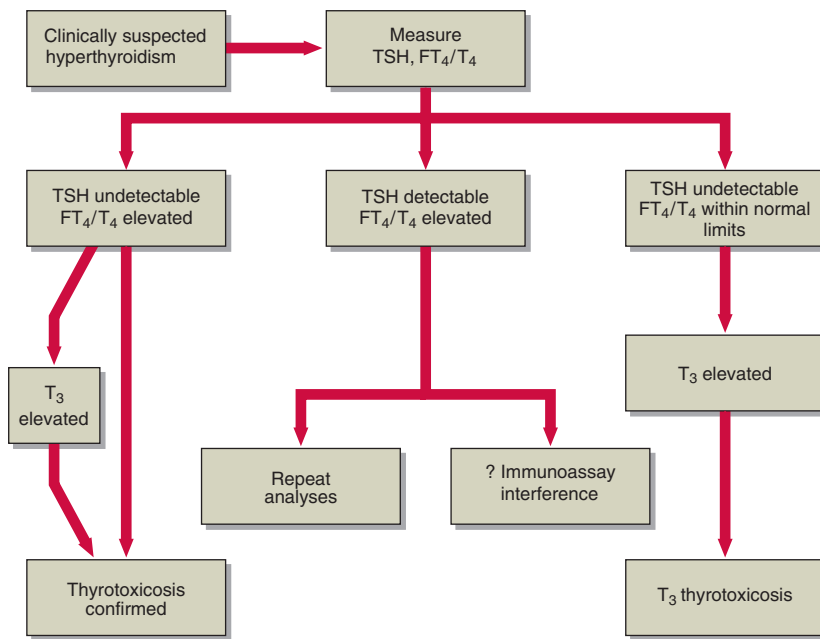 Clinically suspected
hyperthyroidism
Measure
TSH, FT₄/T₄
TSH undetectable
FT₄/T₄ elevated
TSH detectable
FT₄/T₄ elevated
TSH undetectable
FT₄/T₄ within normal
limits
T₃
elevated
T₃ elevated
Repeat
analyses
? Immunoassay
interference
Thyrotoxicosis
confirmed
T₃ thyrotoxicosis